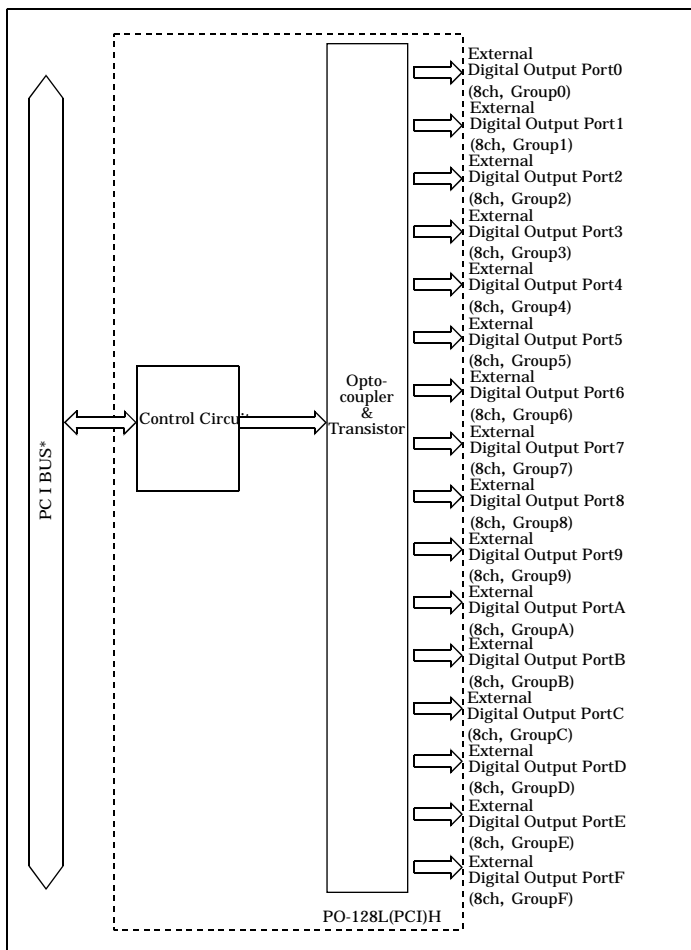 External
Digital Output Port0
(8ch, Group0)
External
Digital Output Port1
(8ch, Group1)
External
Digital Output Port2
(8ch, Group2)
External
Digital Output Port3
(8ch, Group3)
External
Digital Output Port4
(8ch, Group4)
External
Digital Output Port5
(8ch, Group5)
External
Digital Output Port6
(8ch, Group6)
External
Digital Output Port7
(8ch, Group7)
External
Digital Output Port8
(8ch, Group8)
External
Digital Output Port9
(8ch, Group9)
External
Digital Output PortA
(8ch, GroupA)
External
Digital Output PortB
(8ch, GroupB)
External
Digital Output PortC
(8ch, GroupC)
External
Digital Output PortD
(8ch, GroupD)
External
Digital Output PortE
(8ch, GroupE)
External
Digital Output PortF
(8ch, GroupF)
PC I BUS*
Control Circuit
Opto-
coupler
&
Transistor
PO-128L(PCI)H